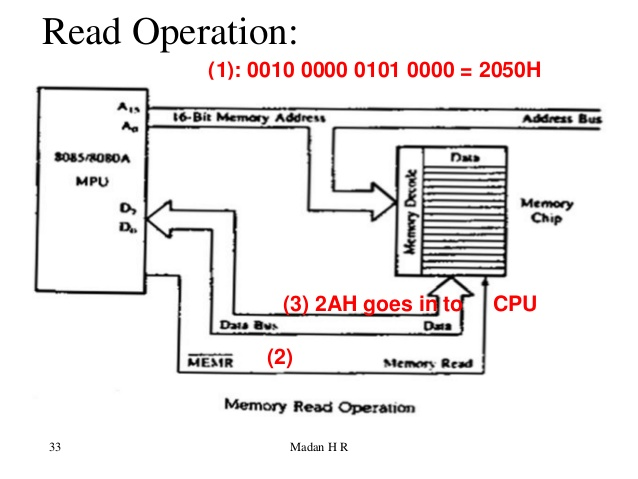 Read Operation:
(1): 0010 0000 0101 0000 = 2050H
A15
16-Bit Memory Address
Address Bus
A0
8085/8080A
MPU
Data
Memory Decode
D7
D0
Memory
Chip
(3) 2AH goes in to CPU
Data Bus
Data
(2)
MEMR
Memory Read
Memory Read Operation
33
Madan H R